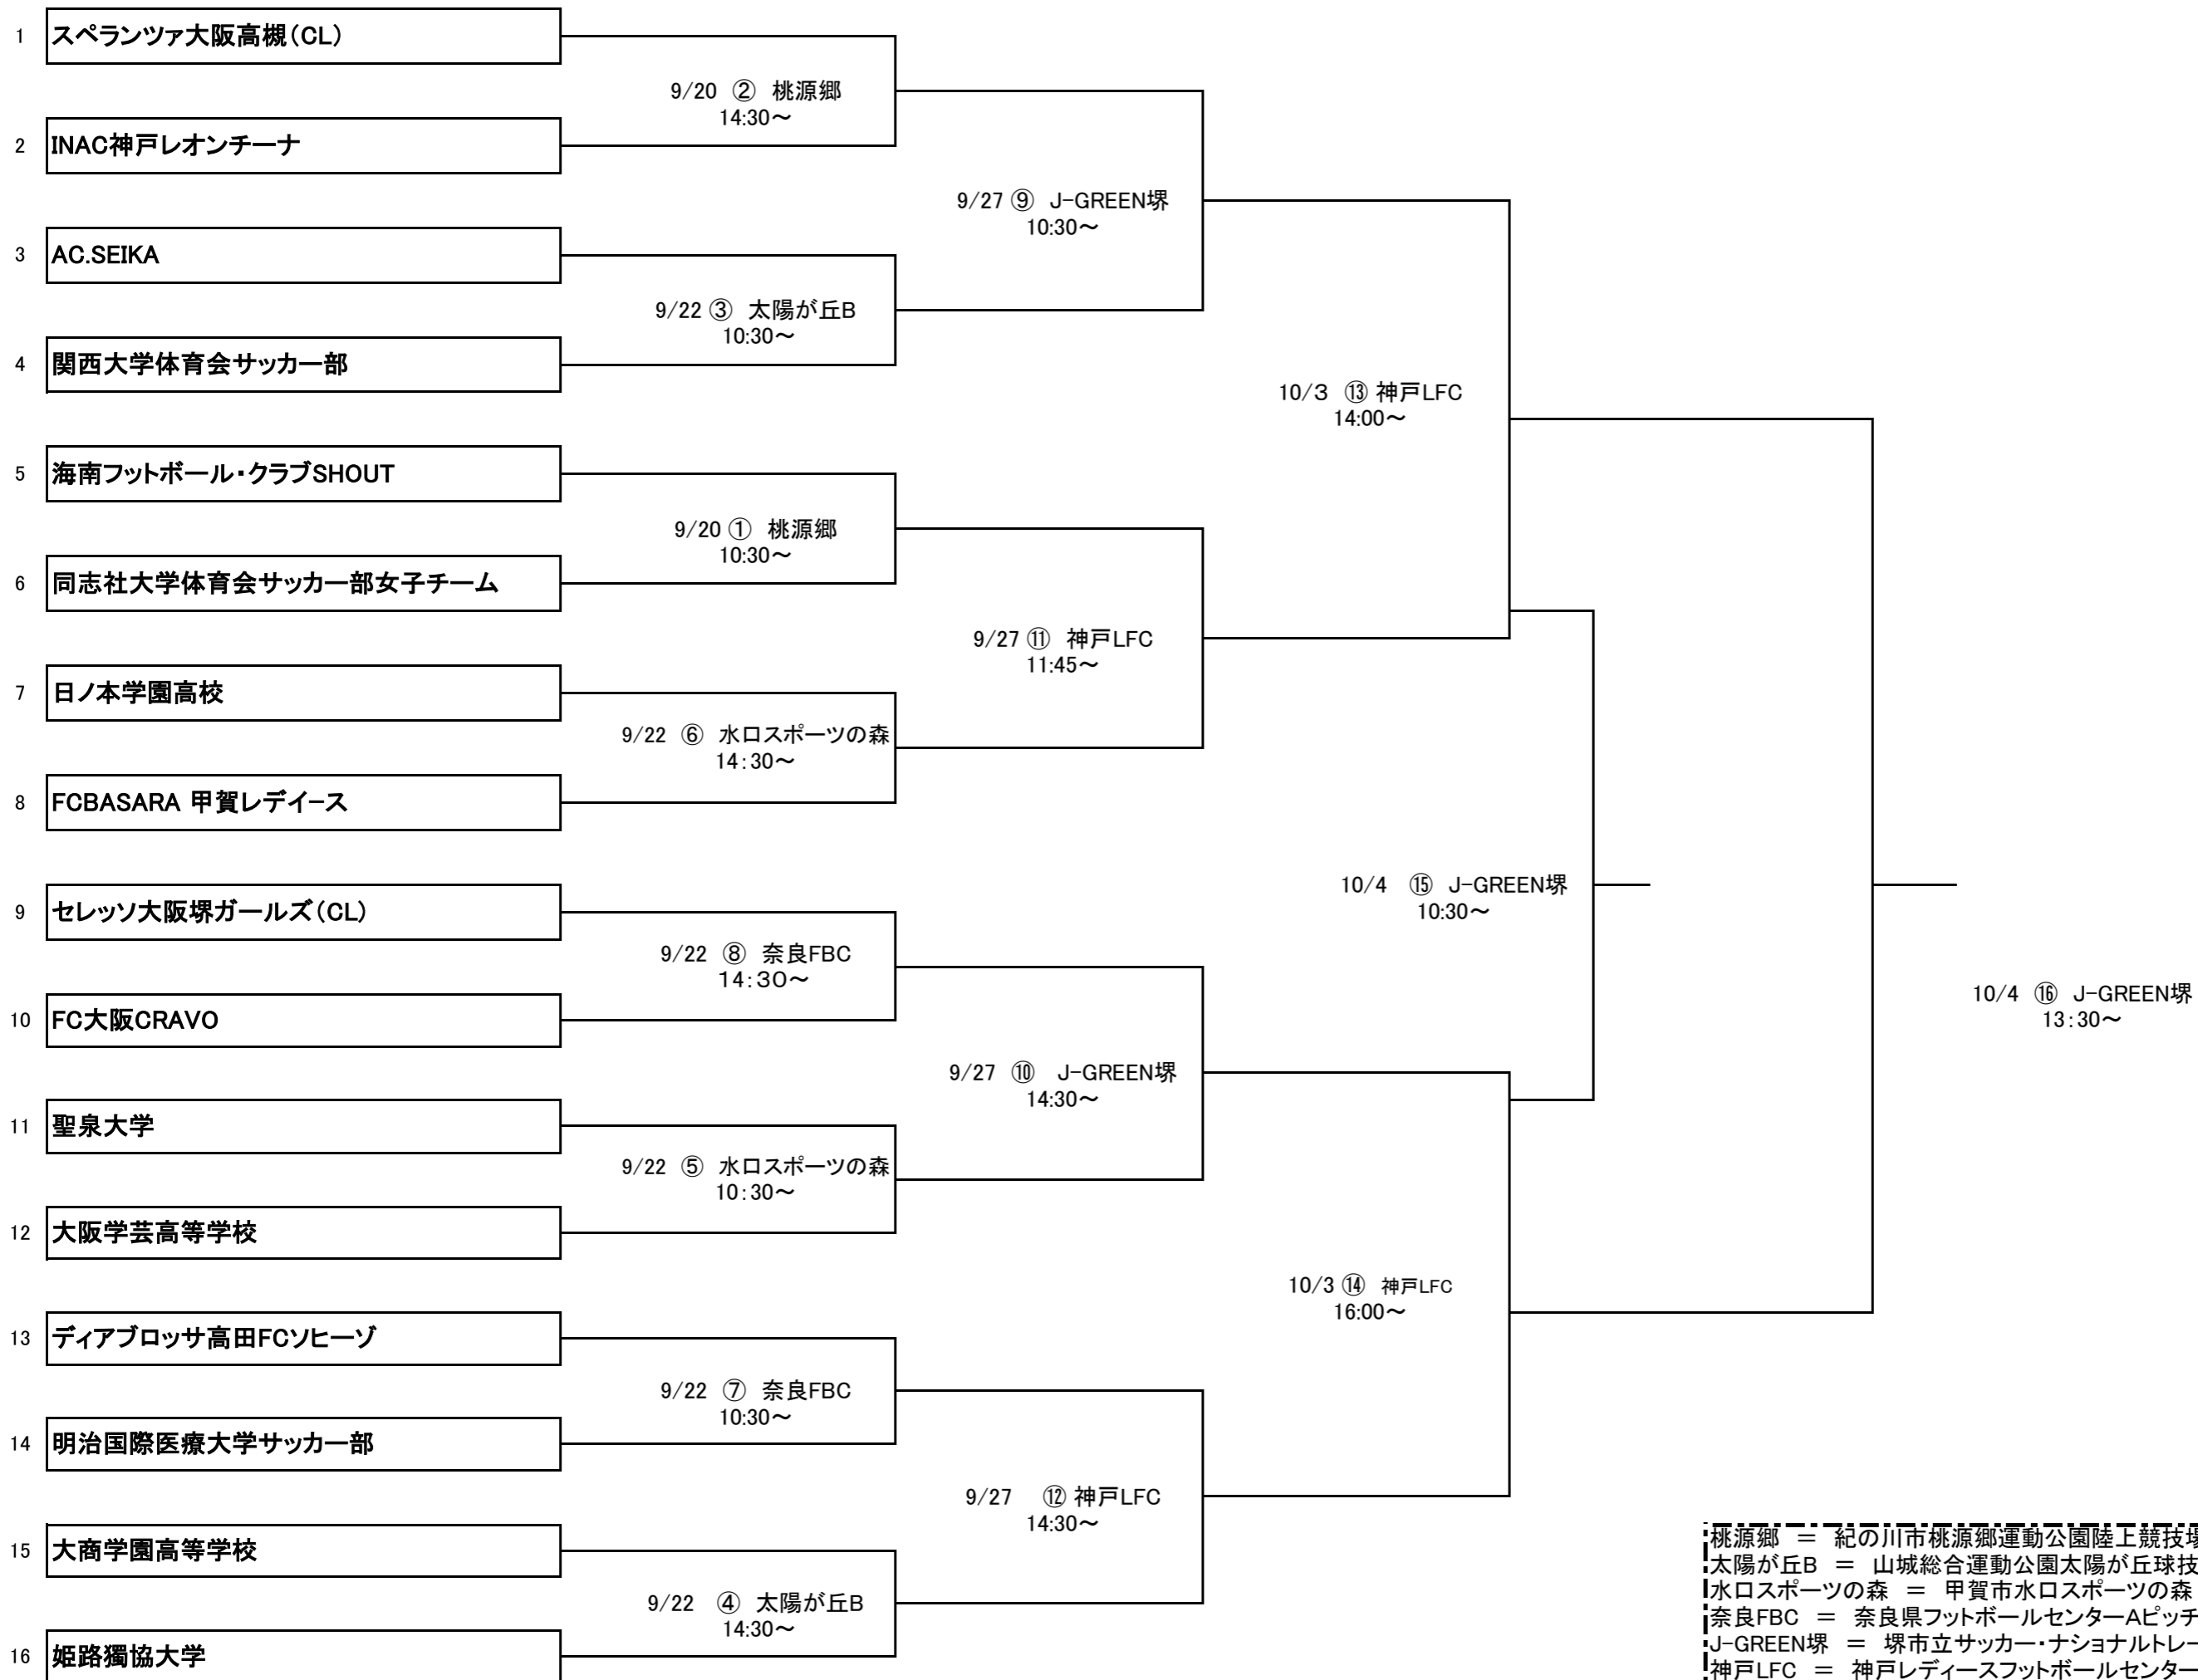 1 スペランツァ大阪高槻（CL）
9/20 ② 桃源郷
14:30～
2 INAC神戸レオンチーナ
9/27 ⑨ J-GREEN堺
10:30～
3 AC.SEIKA
9/22 ③ 太陽が丘B
10:30～
4 関西大学体育会サッカー部
10/3 ⑬ 神戸LFC
14:00～
5 海南フットボール・クラブSHOUT
9/20 ① 桃源郷
10:30～
6 同志社大学体育会サッカー部女子チーム
9/27 ⑪ 神戸LFC
11:45～
7 日ノ本学園高校
9/22 ⑥ 水口スポーツの森
14:30～
8 FCBASARA 甲賀レデイース
10/4 ⑮ J-GREEN堺
10:30～
9 セレッソ大阪堺ガールズ（CL）
9/22 ⑧ 奈良FBC
14:30～
10/4 ⑯ J-GREEN堺
13:30～
10 FC大阪CRAVO
9/27 ⑩ J-GREEN堺
14:30～
11 聖泉大学
9/22 ⑤ 水口スポーツの森
10:30～
12 大阪学芸高等学校
10/3 ⑭ 神戸LFC
16:00～
13 ディアブロッサ高田FCソヒーゾ
9/22 ⑦ 奈良FBC
10:30～
14 明治国際医療大学サッカー部
9/27 ⑫ 神戸LFC
14:30～
15 大商学園高等学校
9/22 ④ 太陽が丘B
14:30～
16 姫路獨協大学
桃源郷 ＝ 紀の川市桃源郷運動公園陸上競技場
太陽が丘B ＝ 山城総合運動公園太陽が丘球技
水口スポーツの森 ＝ 甲賀市水口スポーツの森
奈良FBC ＝ 奈良県フットボールセンターAピッチ
J-GREEN堺 ＝ 堺市立サッカー・ナショナルトレー
神戸LFC ＝ 神戸レディースフットボールセンター